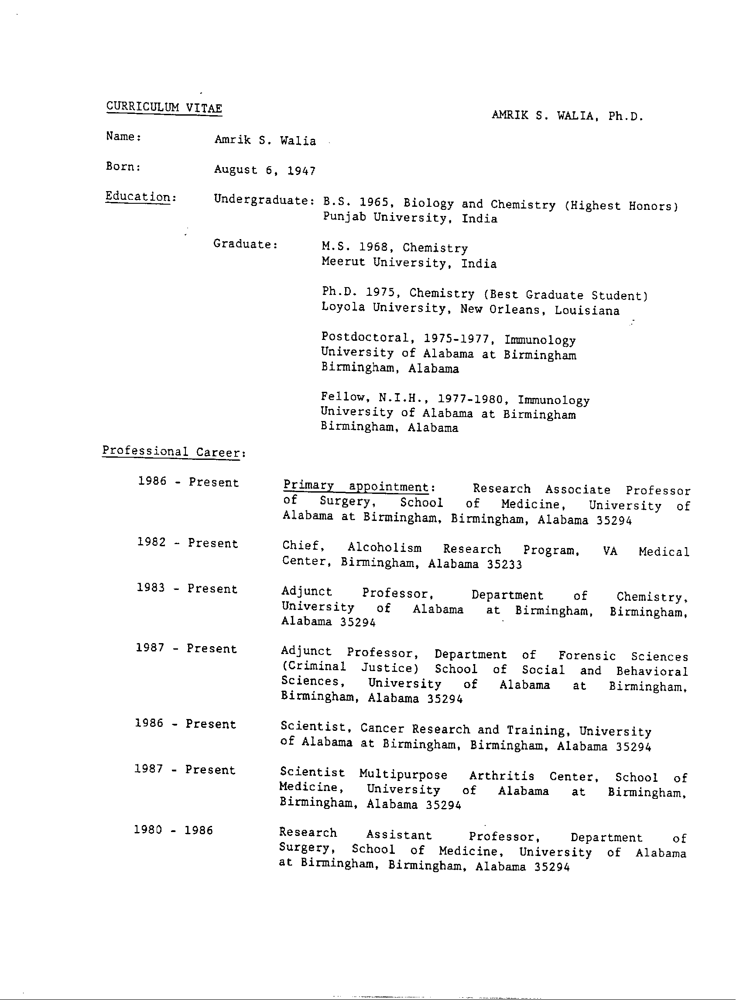 CURRICULUM VITAE
AMRIK S. WALIA, Ph.D.
Name: Amrik S. Walia
Born: August 6, 1947
Education: Undergraduate: B.S. 1965, Biology and Chemistry (Highest Honors)
Punjab University, India
Graduate: M.S. 1968, Chemistry
Meerut University, India
Ph.D. 1975, Chemistry (Best Graduate Student)
Loyola University, New Orleans, Louisiana
Postdoctoral, 1975-1977, Immunology
University of Alabama at Birmingham
Birmingham, Alabama
Fellow, N.I.H., 1977-1980, Immunology
University of Alabama at Birmingham
Birmingham, Alabama
Professional Career:
1986 - Present Primary appointment: Research Associate Professor
of Surgery, School of Medicine, University of
Alabama at Birmingham, Birmingham, Alabama 35294
1982 - Present Chief, Alcoholism Research Program, VA Medical
Center, Birmingham, Alabama 35233
1983 - Present Adjunct Professor, Department of Chemistry,
University of Alabama at Birmingham, Birmingham,
Alabama 35294
1987 - Present Adjunct Professor, Department of Forensic Sciences
(Criminal Justice) School of Social and Behavioral
Sciences, University of Alabama at Birmingham,
Birmingham, Alabama 35294
1986 - Present Scientist, Cancer Research and Training, University
of Alabama at Birmingham, Birmingham, Alabama 35294
1987 - Present Scientist Multipurpose Arthritis Center, School of
Medicine, University of Alabama at Birmingham,
Birmingham, Alabama 35294
1980 - 1986 Research Assistant Professor, Department of
Surgery, School of Medicine, University of Alabama
at Birmingham, Birmingham, Alabama 35294